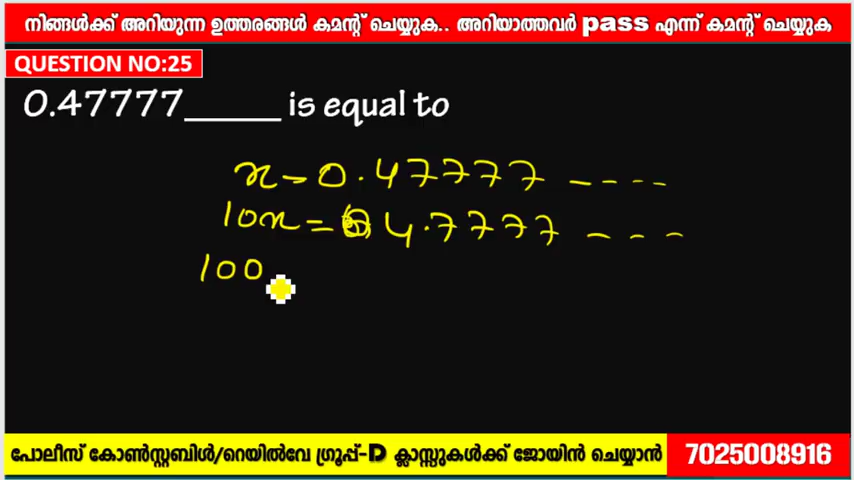 നിങ്ങൾക്ക് അറിയുന്ന ഉത്തരങ്ങൾ കമന്റ് ചെയ്യുക.. അറിയാത്തവർ pass എന്ന് കമന്റ് ചെയ്യുക
QUESTION NO:25
0.47777_____ is equal to
x = 0.47777 ----
10x = 4.7777 ---
100
പോലീസ് കോൺസ്റ്റബിൾ/റെയിൽവേ ഗ്രൂപ്പ്-D ക്ലാസ്സുകൾക്ക് ജോയിൻ ചെയ്യാൻ 7025008916